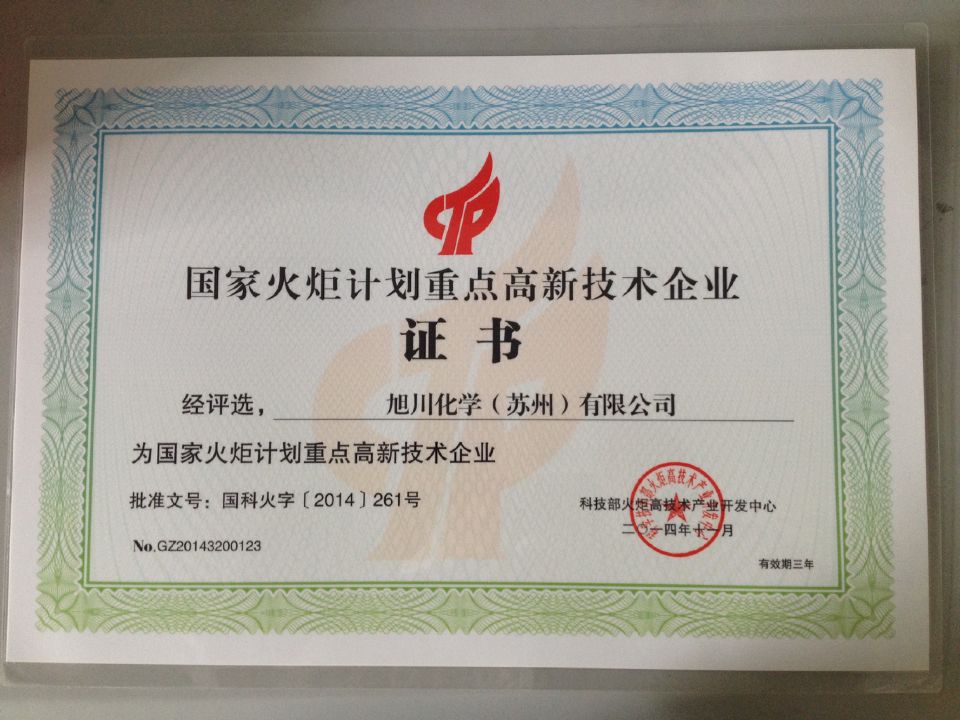 国家火炬计划重点高新技术企业
证书
经评选，旭川化学（苏州）有限公司
为国家火炬计划重点高新技术企业
批准文号：国科火字〔2014〕261号
科技部火炬高技术产业开发中心
二〇一四年十一月
No.GZ20143200123
有效期三年